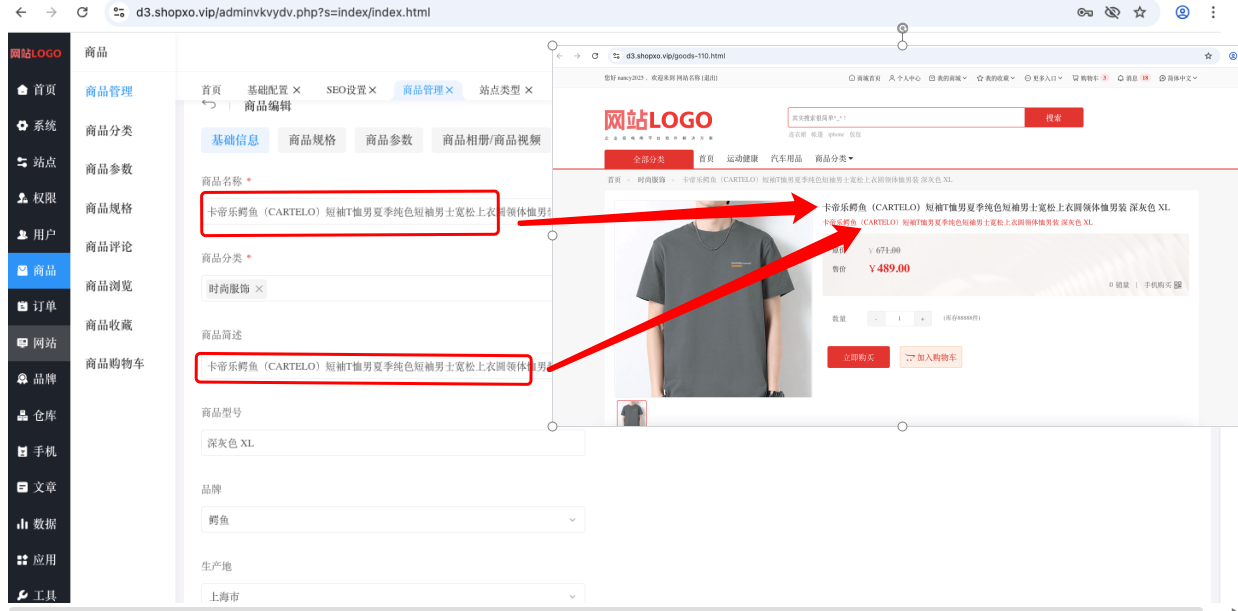 d3.shopxo.vip/adminvkvydv.php?s=index/index.html
网站LOGO
首页
系统
站点
权限
用户
商品
订单
网站
品牌
仓库
手机
文章
数据
应用
工具
商品
商品管理
商品分类
商品参数
商品规格
商品评论
商品浏览
商品收藏
商品购物车
首页 基础配置 × SEO设置 × 商品管理 × 站点类型 ×
商品编辑
基础信息 商品规格 商品参数 商品相册/商品视频
商品名称 *
卡帝乐鳄鱼（CARTELO）短袖T恤男夏季纯色短袖男士宽松上衣圆领体恤男
商品分类 *
时尚服饰 ×
商品简述
卡帝乐鳄鱼（CARTELO）短袖T恤男夏季纯色短袖男士宽松上衣圆领体恤男
商品型号
深灰色 XL
品牌
鳄鱼
生产地
上海市
d3.shopxo.vip/goods-110.html
您好 nancy2025 , 欢迎来到 网站名称 [退出]
商城首页 个人中心 我的商城 我的收藏 更多入口 购物车 3 消息 18 简体中文
网站LOGO
企业级电商平台软件解决方案
其实搜索很简单^_^ !
搜索
连衣裙 帐篷 iphone 包包
全部分类 首页 运动健康 汽车用品 商品分类
首页 时尚服饰 卡帝乐鳄鱼（CARTELO）短袖T恤男夏季纯色短袖男士宽松上衣圆领体恤男装 深灰色 XL
卡帝乐鳄鱼（CARTELO）短袖T恤男夏季纯色短袖男士宽松上衣圆领体恤男装 深灰色 XL
卡帝乐鳄鱼（CARTELO）短袖T恤男夏季纯色短袖男士宽松上衣圆领体恤男装 深灰色 XL
原价 ￥671.00
售价 ￥489.00
0 销量 | 手机购买
数量 - 1 + (库存88888件)
立即购买 加入购物车